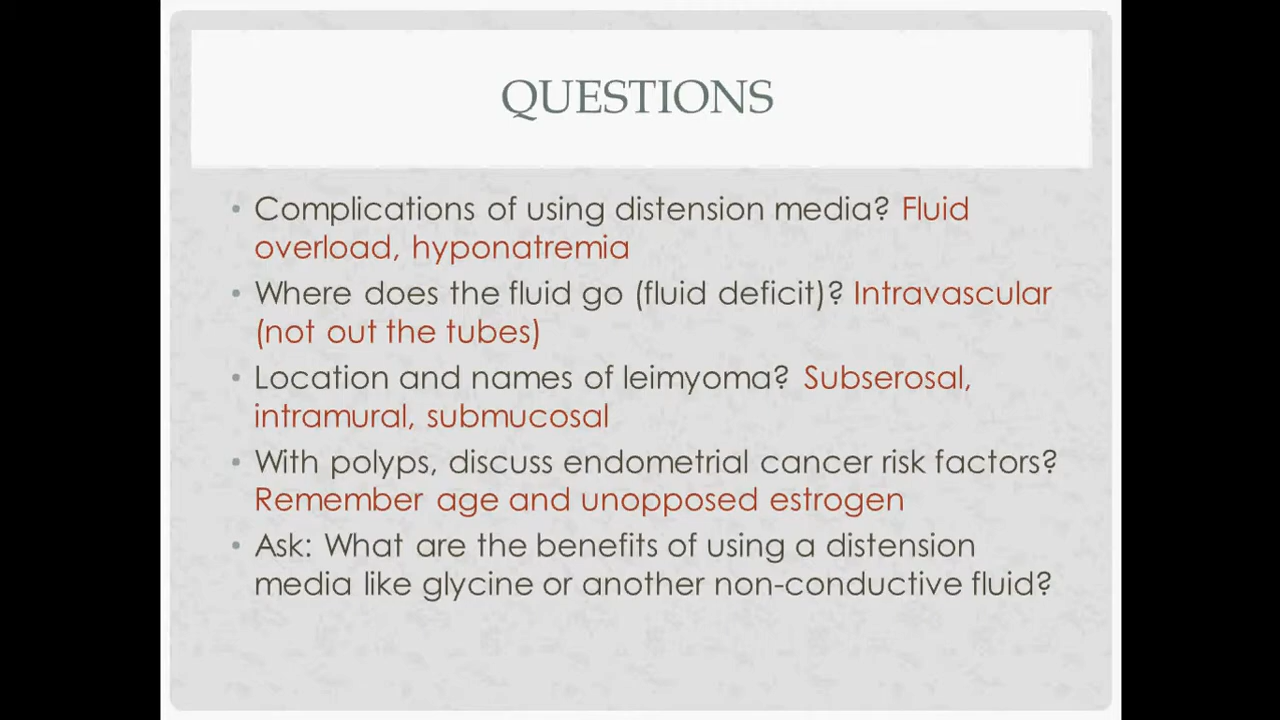 QUESTIONS
• Complications of using distension media? Fluid
overload, hyponatremia
• Where does the fluid go (fluid deficit)? Intravascular
(not out the tubes)
• Location and names of leimyoma? Subserosal,
intramural, submucosal
• With polyps, discuss endometrial cancer risk factors?
Remember age and unopposed estrogen
• Ask: What are the benefits of using a distension
media like glycine or another non-conductive fluid?